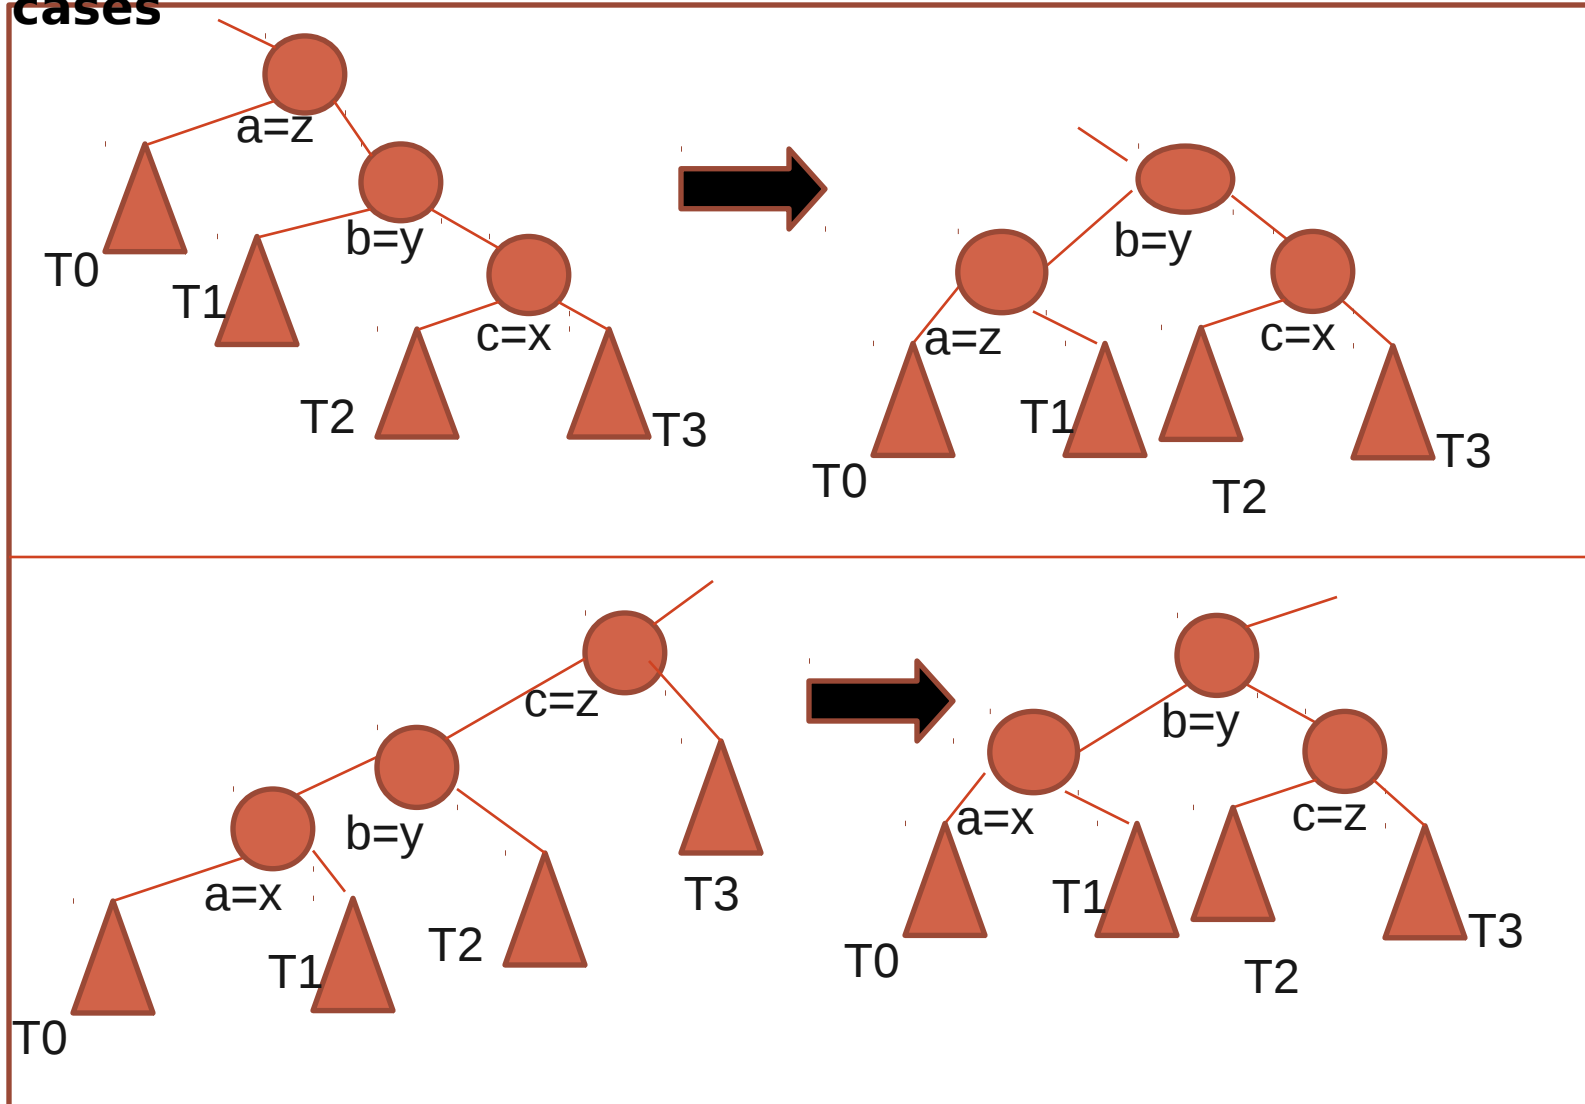 cases
a=z
b=y
T0
T1
c=x
T2
T3
b=y
a=z
c=x
T1
T3
T0
T2
c=z
b=y
a=x
T3
T2
T1
T0
b=y
a=x
c=z
T1
T3
T0
T2